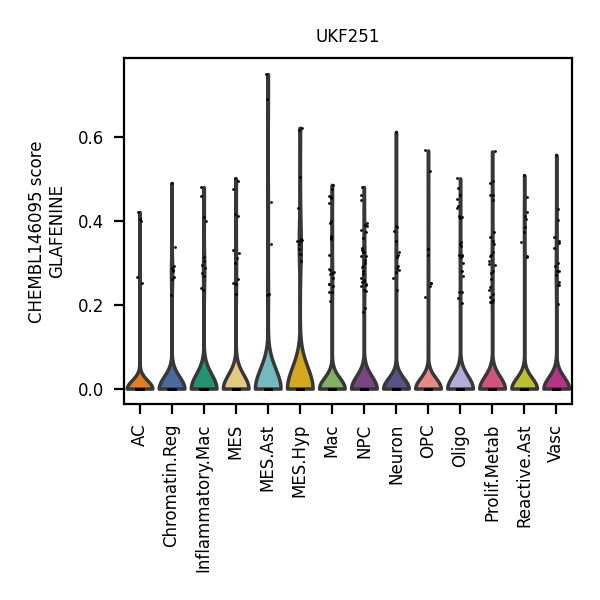 UKF251
CHEMBL146095 score
GLAFENINE
0.6
0.4
0.2
0.0
AC
Chromatin.Reg
Inflammatory.Mac
MES
MES.Ast
MES.Hyp
Mac
NPC
Neuron
OPC
Oligo
Prolif.Metab
Reactive.Ast
Vasc